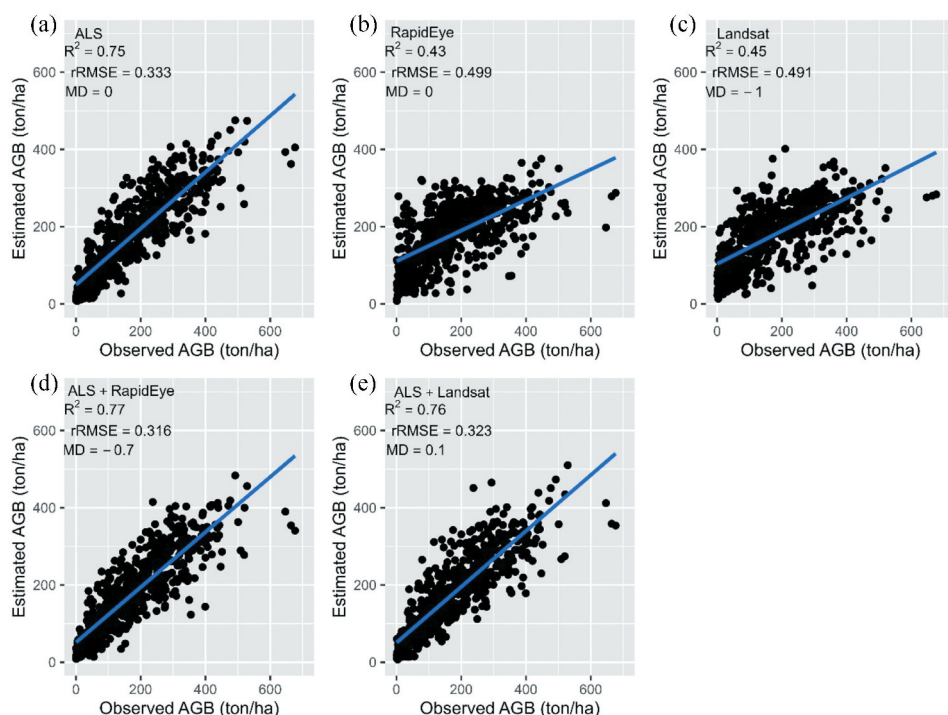 (a)
ALS
R² = 0.75
rRMSE = 0.333
MD = 0
600
400
200
0
0 200 400 600
Estimated AGB (ton/ha)
Observed AGB (ton/ha)
(b)
RapidEye
R² = 0.43
rRMSE = 0.499
MD = 0
600
400
200
0
0 200 400 600
Estimated AGB (ton/ha)
Observed AGB (ton/ha)
(c)
Landsat
R² = 0.45
rRMSE = 0.491
MD = −1
600
400
200
0
0 200 400 600
Estimated AGB (ton/ha)
Observed AGB (ton/ha)
(d)
ALS + RapidEye
R² = 0.77
rRMSE = 0.316
MD = −0.7
600
400
200
0
0 200 400 600
Estimated AGB (ton/ha)
Observed AGB (ton/ha)
(e)
ALS + Landsat
R² = 0.76
rRMSE = 0.323
MD = 0.1
600
400
200
0
0 200 400 600
Estimated AGB (ton/ha)
Observed AGB (ton/ha)